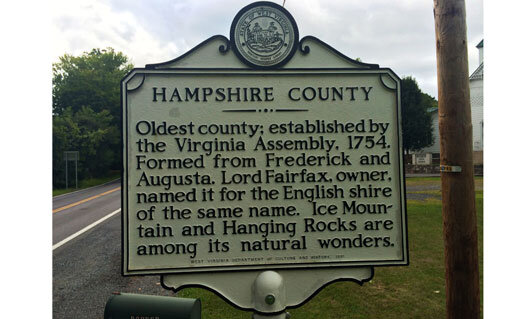 HAMPSHIRE COUNTY
Oldest county; established by
the Virginia Assembly, 1754.
Formed from Frederick and
Augusta. Lord Fairfax, owner,
named it for the English shire
of the same name. Ice Moun-
tain and Hanging Rocks are
among its natural wonders.
WEST VIRGINIA DEPARTMENT OF CULTURE AND HISTORY,